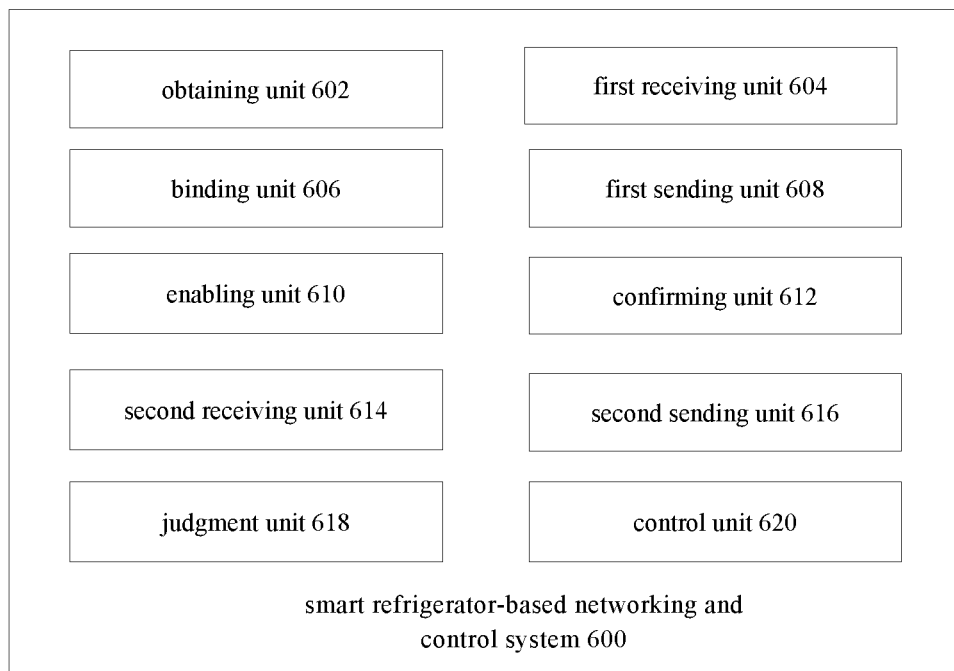 obtaining unit 602
first receiving unit 604
binding unit 606
first sending unit 608
enabling unit 610
confirming unit 612
second receiving unit 614
second sending unit 616
judgment unit 618
control unit 620
smart refrigerator-based networking and
control system 600